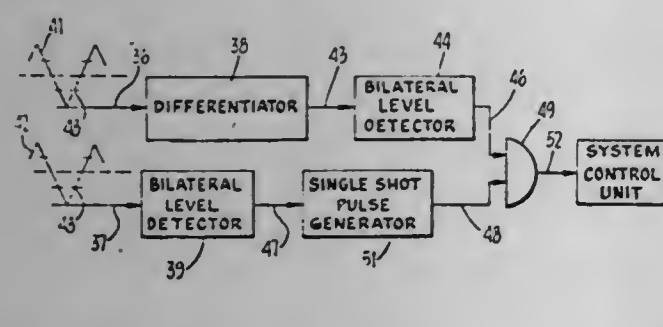 41
36
38
DIFFERENTIATOR
43
44
BILATERAL
LEVEL
DETECTOR
46
49
52
SYSTEM
CONTROL
UNIT
43
37
BILATERAL
LEVEL
DETECTOR
39
47
SINGLE SHOT
PULSE
GENERATOR
51
48